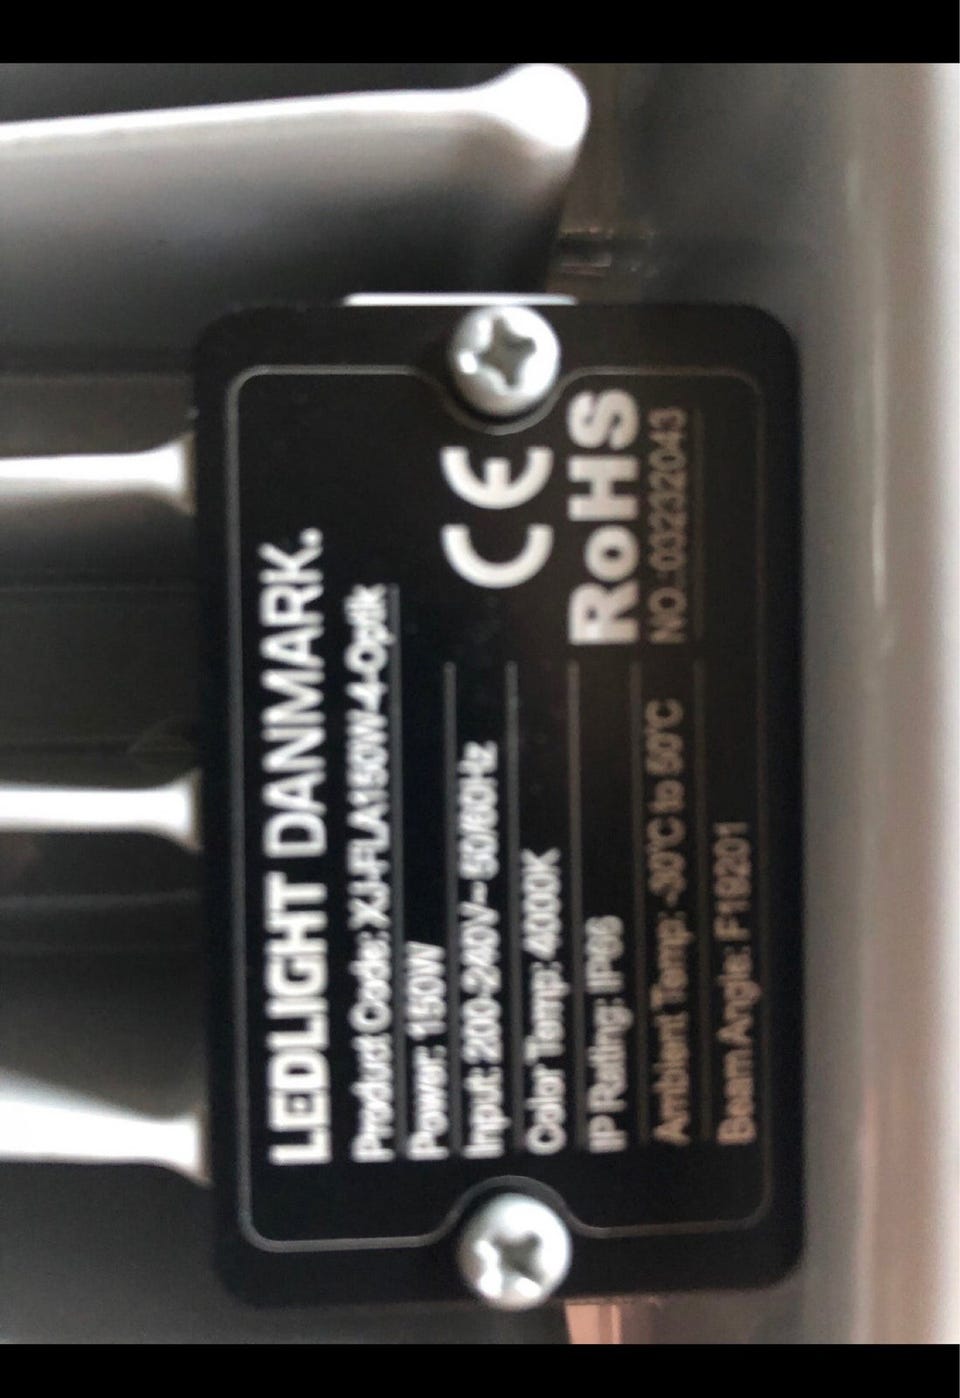 LEDLIGHT DANMARK.
Product Code: XJ-FLA150W-4-Optik
Power: 150W
Input: 200-240V~ 50/60Hz
Color Temp: 4000K
IP Rating: IP66
Ambient Temp: -30°C to 50°C
Beam Angle: F19201
CE
RoHS
NO.:03232043